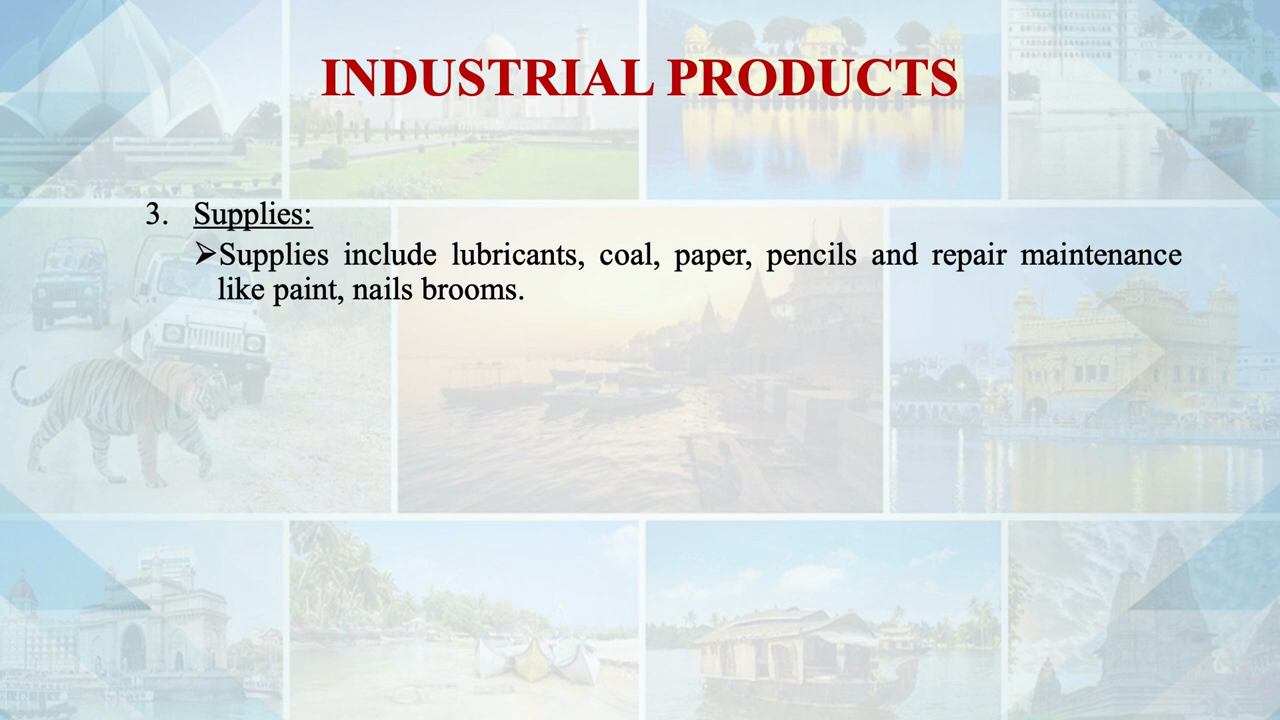 INDUSTRIAL PRODUCTS
3. Supplies:
➢Supplies include lubricants, coal, paper, pencils and repair maintenance
like paint, nails brooms.